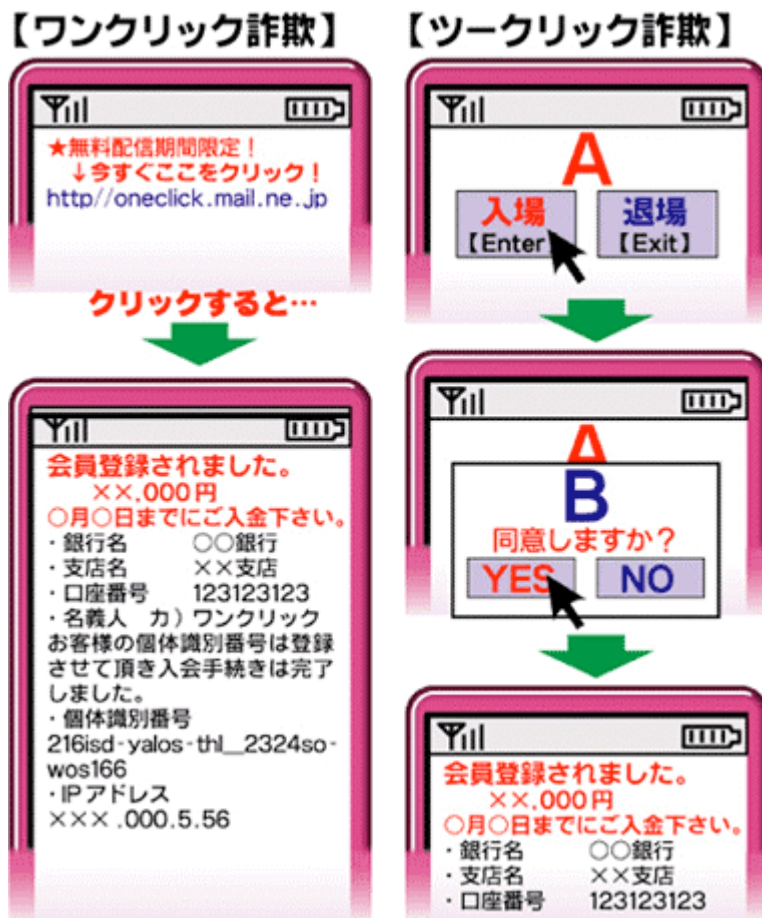 【ワンクリック詐欺】
★無料配信期間限定！
↓今すぐここをクリック！
http//oneclick.mail.ne.jp
クリックすると…
会員登録されました。
××,000円
○月○日までにご入金下さい。
・銀行名 ○○銀行
・支店名 ××支店
・口座番号 123123123
・名義人 カ）ワンクリック
お客様の個体識別番号は登録
させて頂き入会手続きは完了
しました。
・個体識別番号
216isd-yalos-thl__2324so-
wos166
・IPアドレス
×××.000.5.56
【ツークリック詐欺】
A
入場 退場
【Enter 【Exit】
A
B
同意しますか？
YES NO
会員登録されました。
××,000円
○月○日までにご入金下さい。
・銀行名 ○○銀行
・支店名 ××支店
・口座番号 123123123